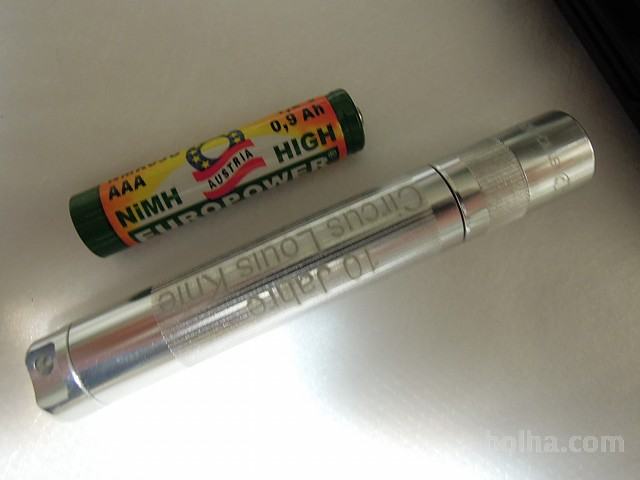 0,9 Ah
AAA
HIGH
NiMH
AUSTRIA
EUROPOWER®
10 Jahre
Circus Louis Knie
bolha.com